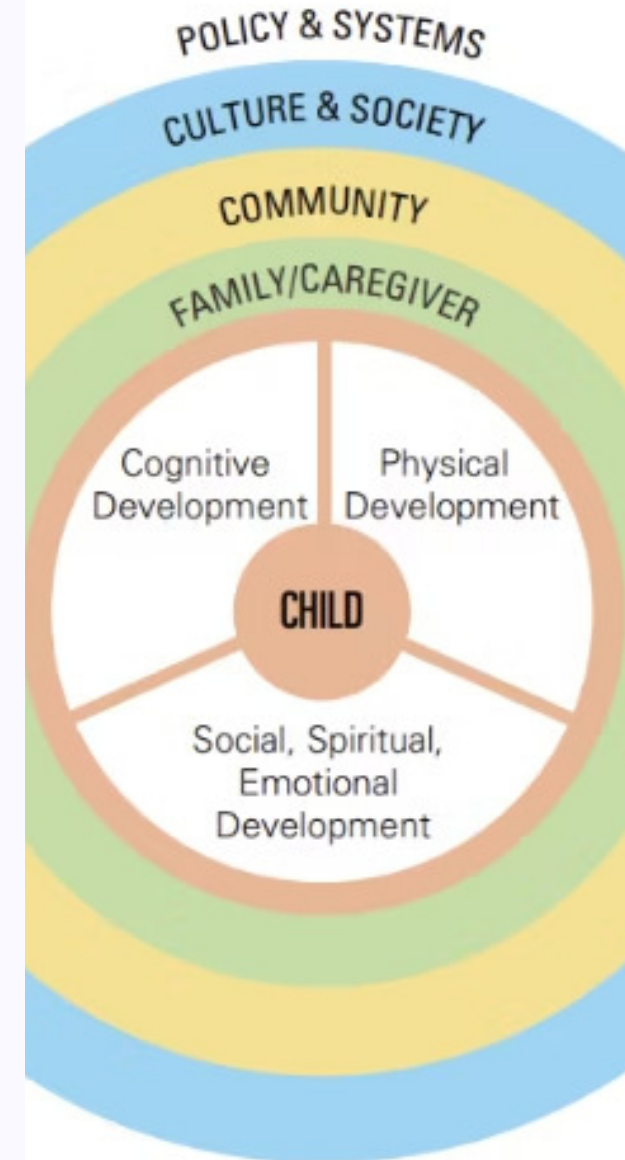 POLICY & SYSTEMS
CULTURE & SOCIETY
COMMUNITY
FAMILY/CAREGIVER
Cognitive
Development
Physical
Development
CHILD
Social, Spiritual,
Emotional
Development